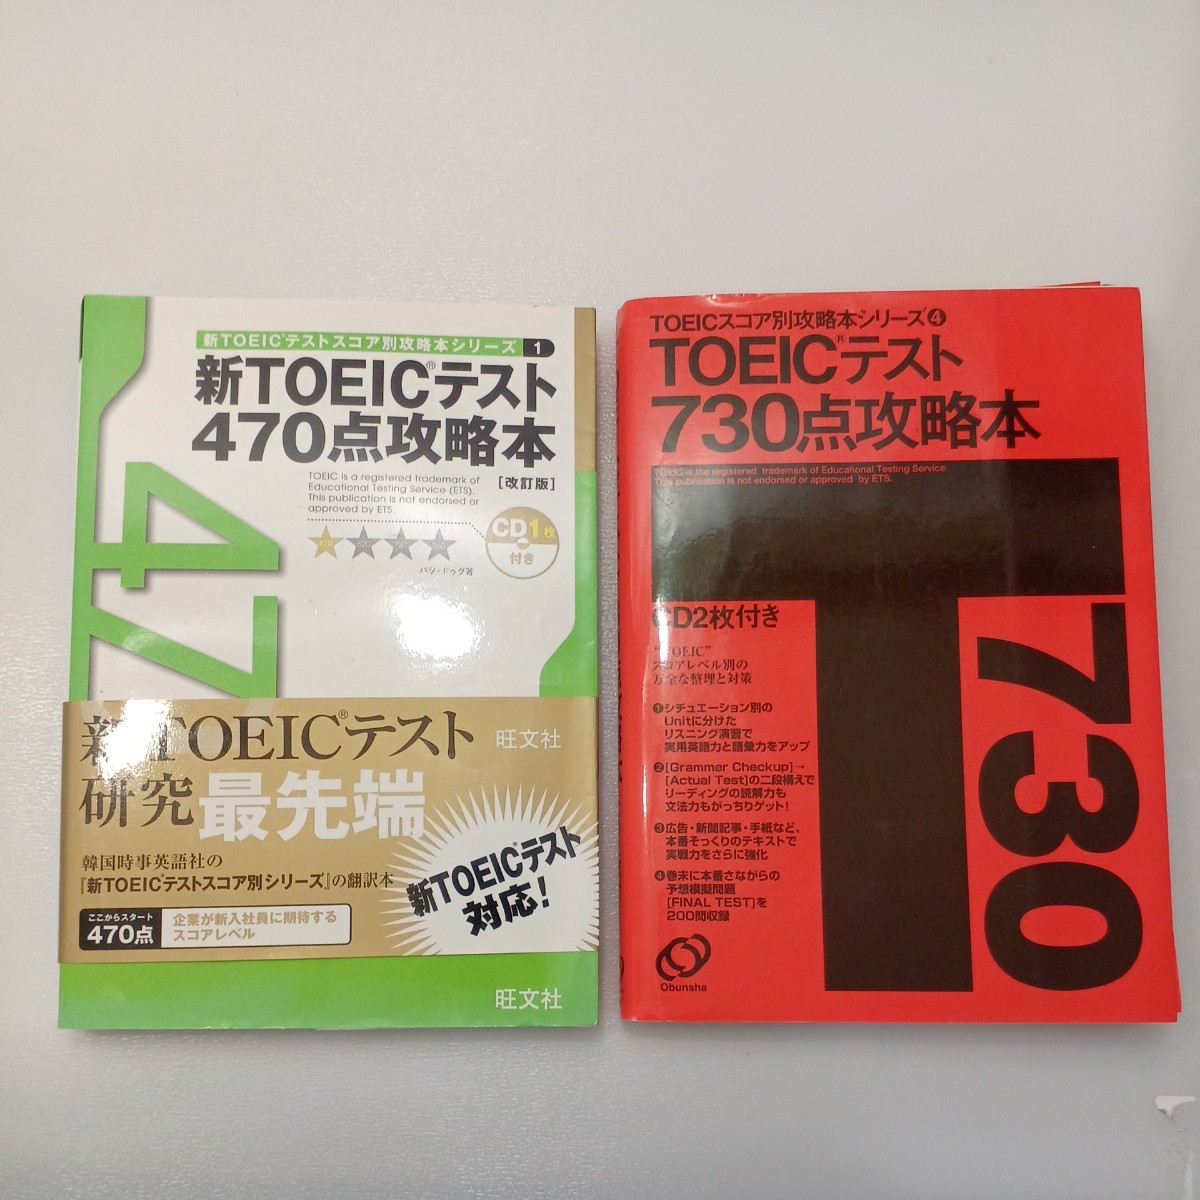 新TOEIC®テストスコア別攻略本シリーズ 1
新TOEIC®テスト
470点攻略本
[改訂版]
TOEIC is a registered trademark of
Educational Testing Service (ETS).
This publication is not endorsed or
approved by ETS.
CD1枚
付き
パク・ドゥグ著
47
新TOEIC®テスト
研究最先端
旺文社
韓国時事英語社の
『新TOEIC®テストスコア別シリーズ』の翻訳本
ここからスタート
470点
企業が新入社員に期待する
スコアレベル
新TOEIC®テスト
対応!
旺文社
TOEICスコア別攻略本シリーズ4
TOEIC®テスト
730点攻略本
TOEIC is the registered trademark of Educational Testing Service
This publication is not endorsed or approved by ETS.
T730
CD2枚付き
"TOEIC"
スコアレベル別の
万全な整理と対策
❶シチュエーション別の
Unitに分けた
リスニング演習で
実用英語力と語彙力をアップ
❷[Grammer Checkup]→
[Actual Test]の二段構えで
リーディングの読解力も
文法力もがっちりゲット!
❸広告・新聞記事・手紙など、
本番そっくりのテキストで
実戦力をさらに強化
❹巻末に本番さながらの
予想模擬問題
[FINAL TEST]を
200問収録
Obunsha